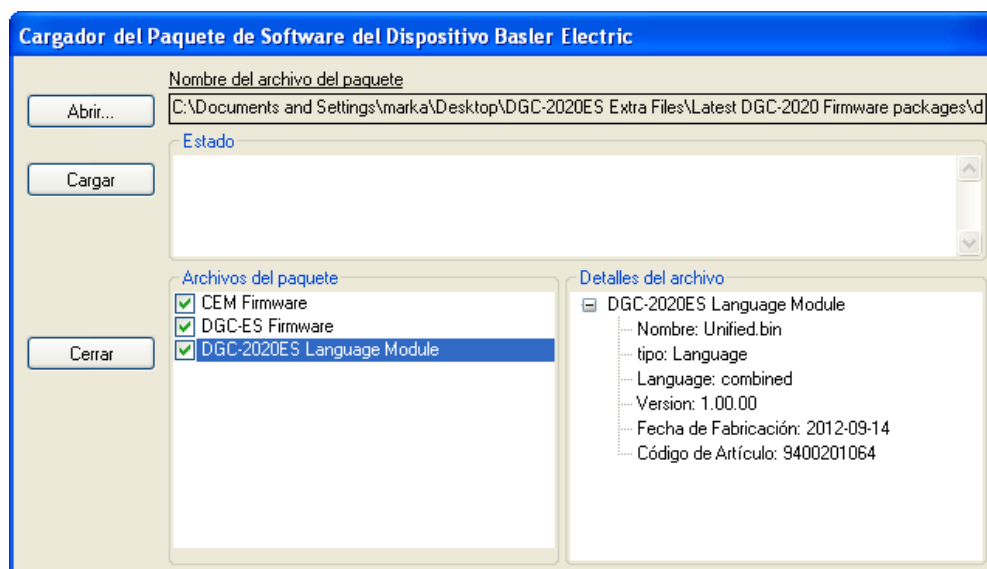 Cargador del Paquete de Software del Dispositivo Basler Electric
Nombre del archivo del paquete
Abrir...
C:\Documents and Settings\marka\Desktop\DGC-2020ES Extra Files\Latest DGC-2020 Firmware packages\d
Estado
Cargar
Archivos del paquete
CEM Firmware
DGC-ES Firmware
DGC-2020ES Language Module
Cerrar
Detalles del archivo
DGC-2020ES Language Module
Nombre: Unified.bin
tipo: Language
Language: combined
Version: 1.00.00
Fecha de Fabricación: 2012-09-14
Código de Artículo: 9400201064